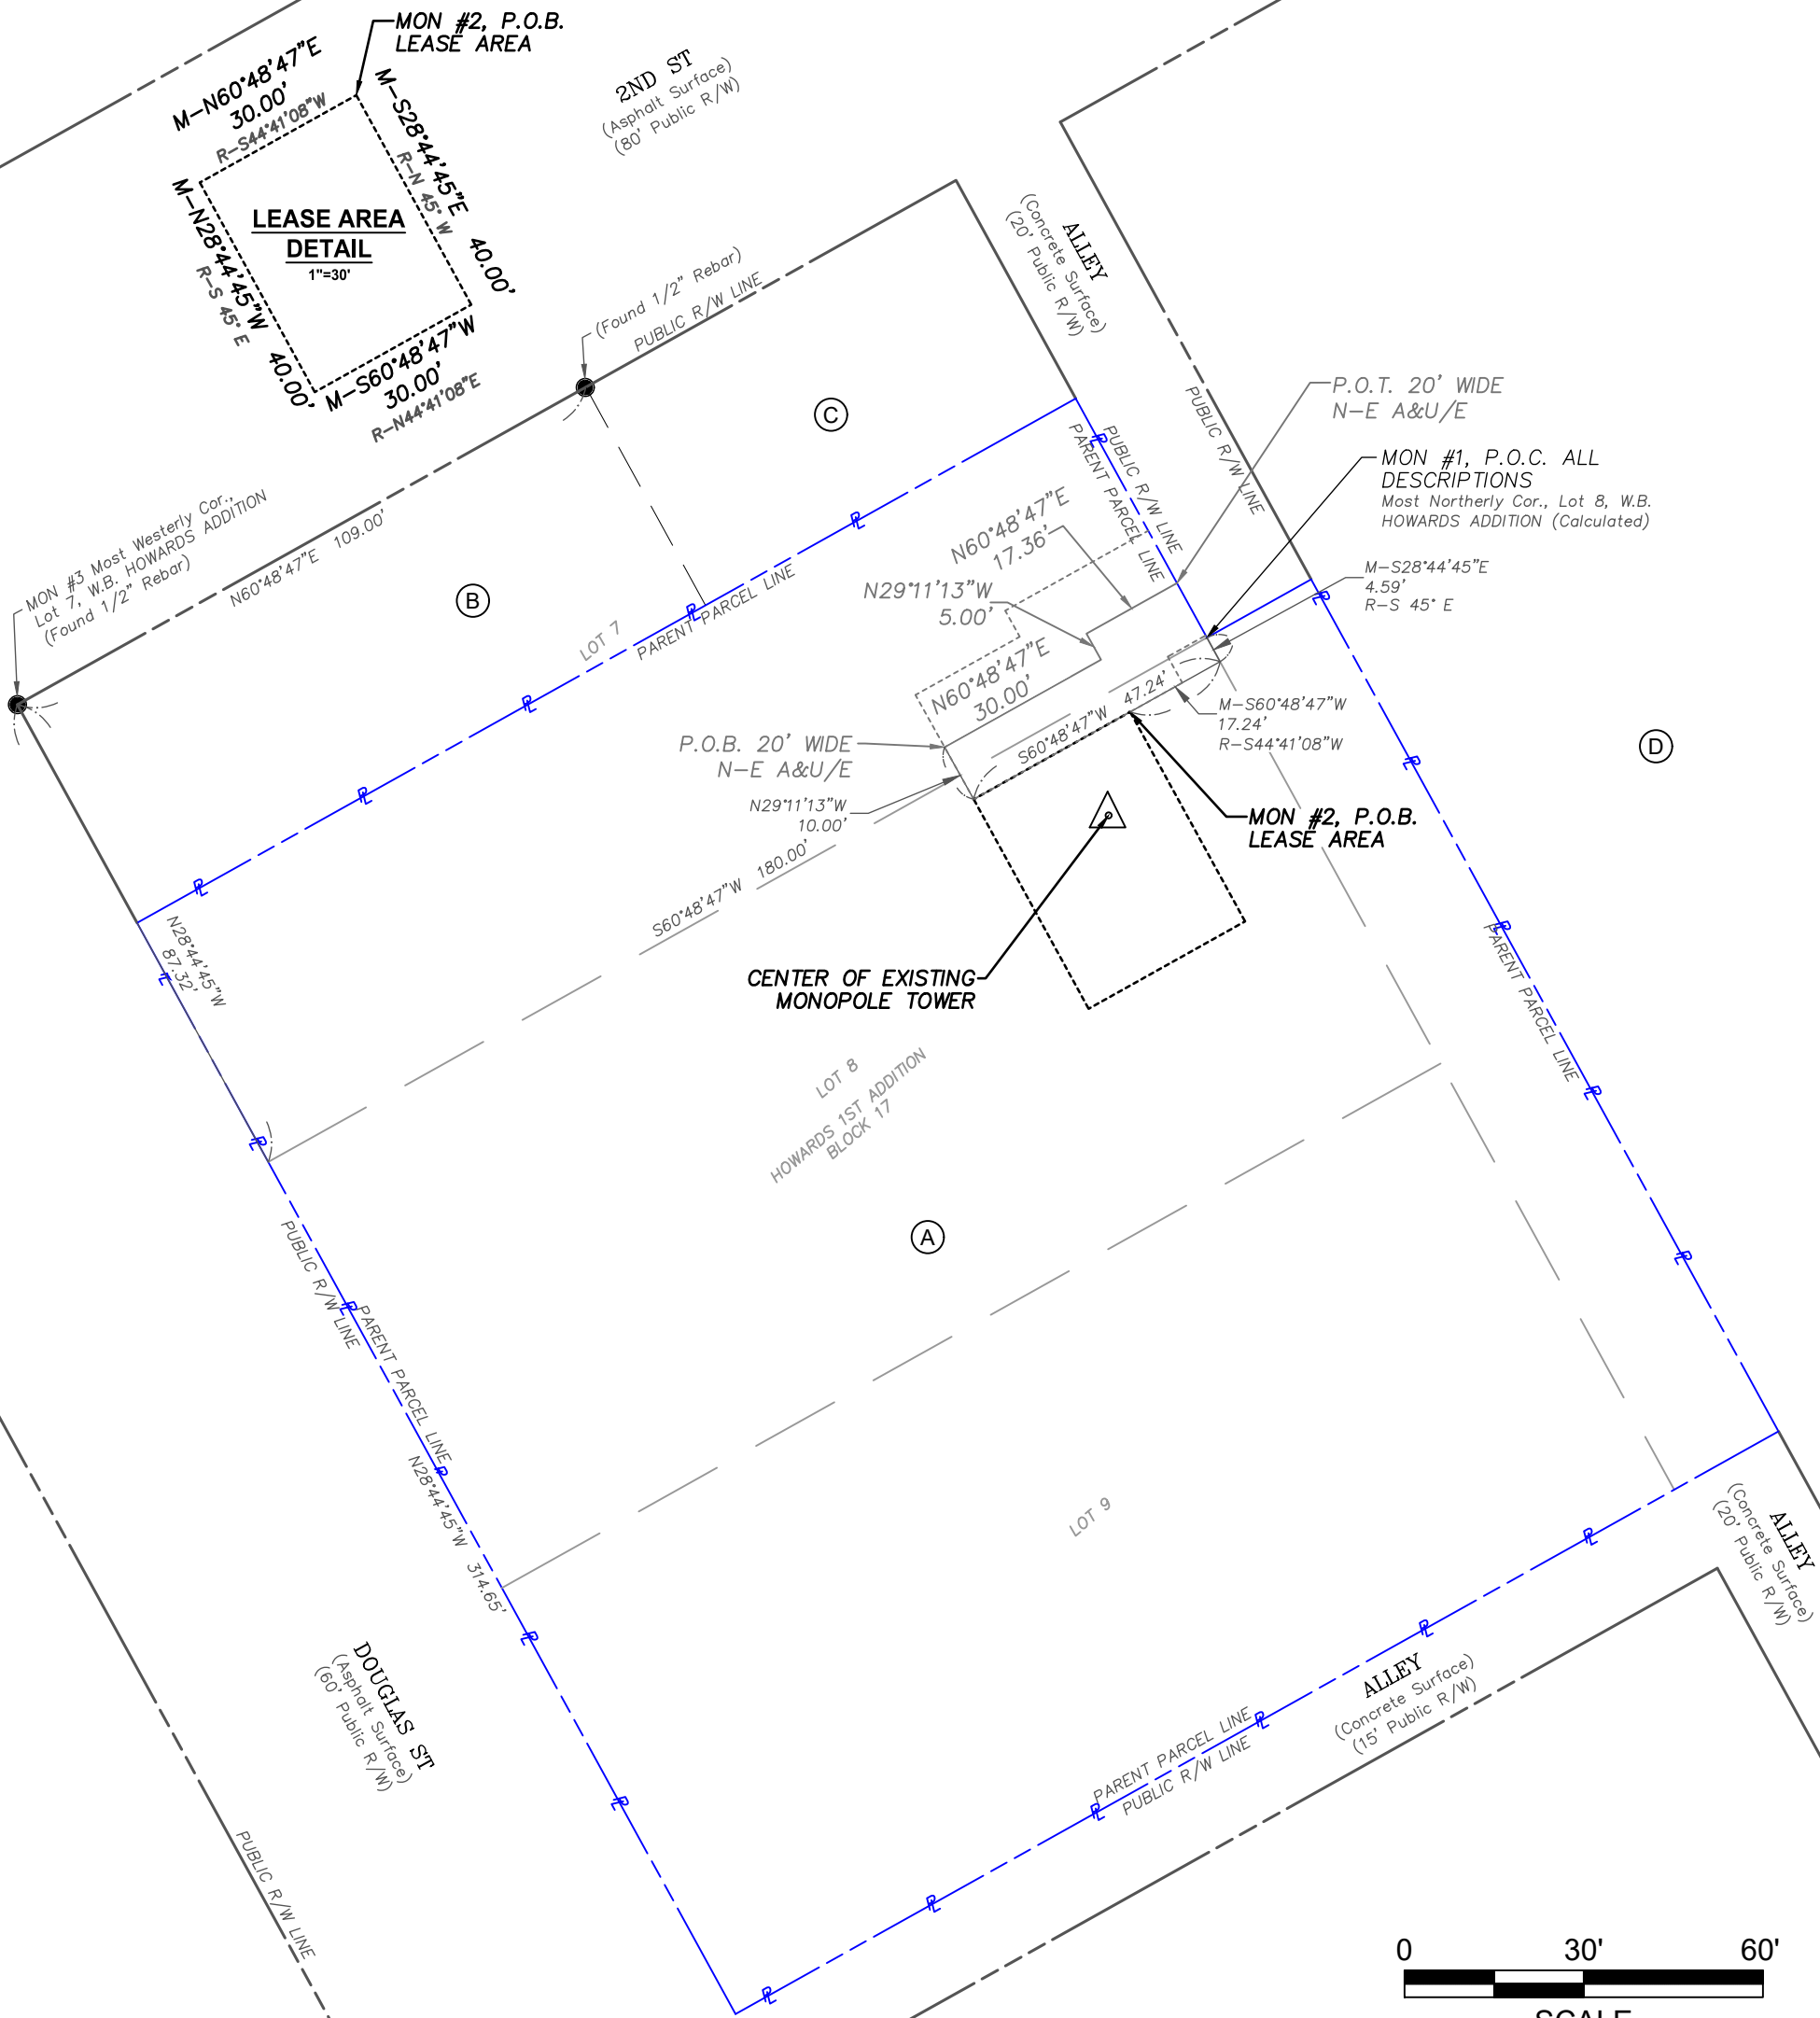 MON #2, P.O.B.
LEASE AREA
M-N60°48'47"E
30.00'
R-S44°41'08"W
M-S28°44'45"E 40.00'
R-N 45° W
LEASE AREA
DETAIL
1"=30'
M-N28°44'45"W 40.00'
R-S 45° E
M-S60°48'47"W
30.00'
R-N44°41'08"E
2ND ST
(Asphalt Surface)
(80' Public R/W)
ALLEY
(Concrete Surface)
(20' Public R/W)
(Found 1/2" Rebar)
PUBLIC R/W LINE
PUBLIC R/W LINE
P.O.T. 20' WIDE
N-E A&U/E
MON #1, P.O.C. ALL
DESCRIPTIONS
Most Northerly Cor., Lot 8, W.B.
HOWARDS ADDITION (Calculated)
C
PUBLIC R/W LINE
PARENT PARCEL LINE
MON #3 Most Westerly Cor.,
Lot 7, W.B. HOWARDS ADDITION
(Found 1/2" Rebar)
N60°48'47"E 109.00'
B
LOT 7
PARENT PARCEL LINE
N60°48'47"E
17.36'
N29°11'13"W
5.00'
M-S28°44'45"E
4.59'
R-S 45° E
N60°48'47"E
30.00'
S60°48'47"W 47.24'
M-S60°48'47"W
17.24'
R-S44°41'08"W
P.O.B. 20' WIDE
N-E A&U/E
N29°11'13"W
10.00'
D
MON #2, P.O.B.
LEASE AREA
S60°48'47"W 180.00'
N28°44'45"W
87.32'
CENTER OF EXISTING
MONOPOLE TOWER
PARENT PARCEL LINE
LOT 8
HOWARDS 1ST ADDITION
BLOCK 17
A
PUBLIC R/W LINE
PARENT PARCEL LINE
N28°44'45"W 314.65'
LOT 9
ALLEY
(Concrete Surface)
(20' Public R/W)
DOUGLAS ST
(Asphalt Surface)
(60' Public R/W)
ALLEY
(Concrete Surface)
(15' Public R/W)
PARENT PARCEL LINE
PUBLIC R/W LINE
PUBLIC R/W LINE
0 30' 60'
SCALE